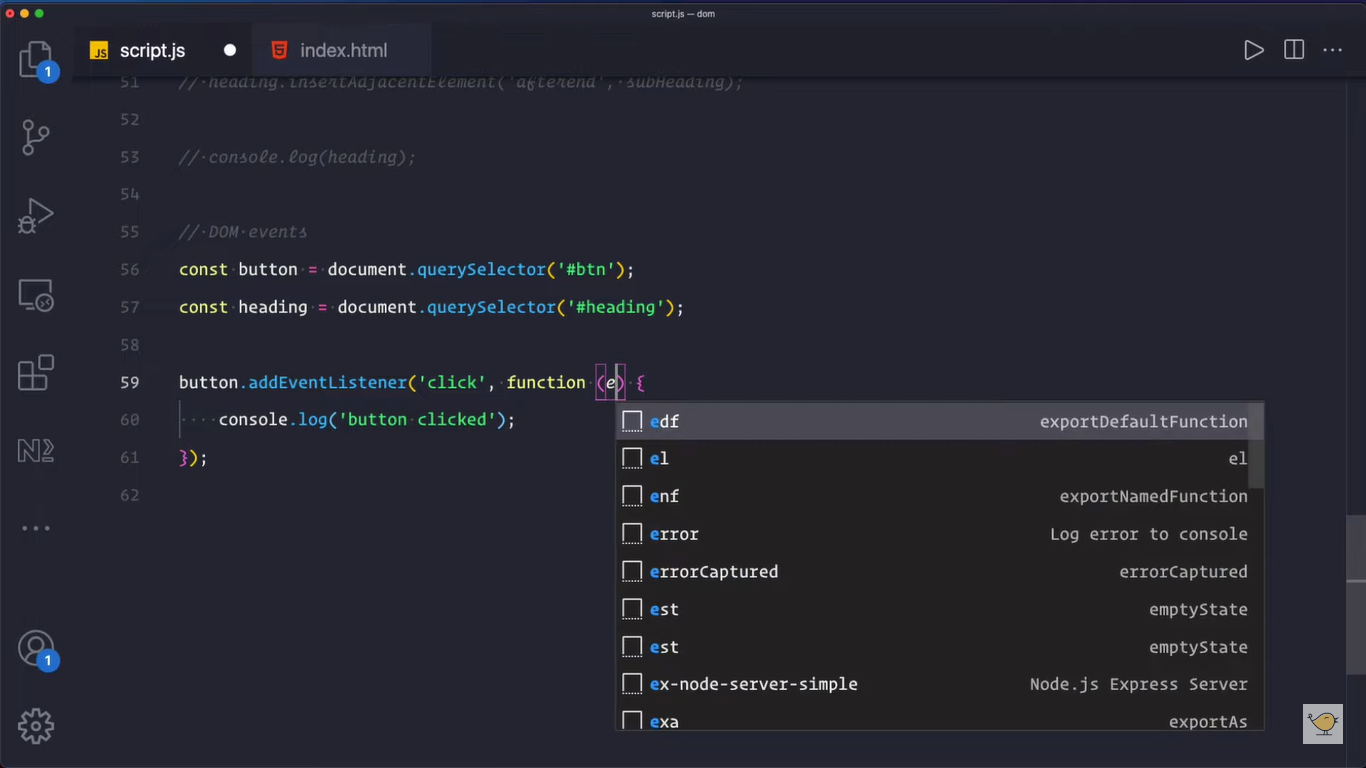 script.js — dom
script.js
index.html
51 // heading.insertAdjacentElement('afterend', subHeading);
52
53 // console.log(heading);
54
55 // DOM events
56 const button = document.querySelector('#btn');
57 const heading = document.querySelector('#heading');
58
59 button.addEventListener('click', function (e) {
60 console.log('button clicked');
61 });
62
edf exportDefaultFunction
el el
enf exportNamedFunction
error Log error to console
errorCaptured errorCaptured
est emptyState
est emptyState
ex-node-server-simple Node.js Express Server
exa exportAs
1
1